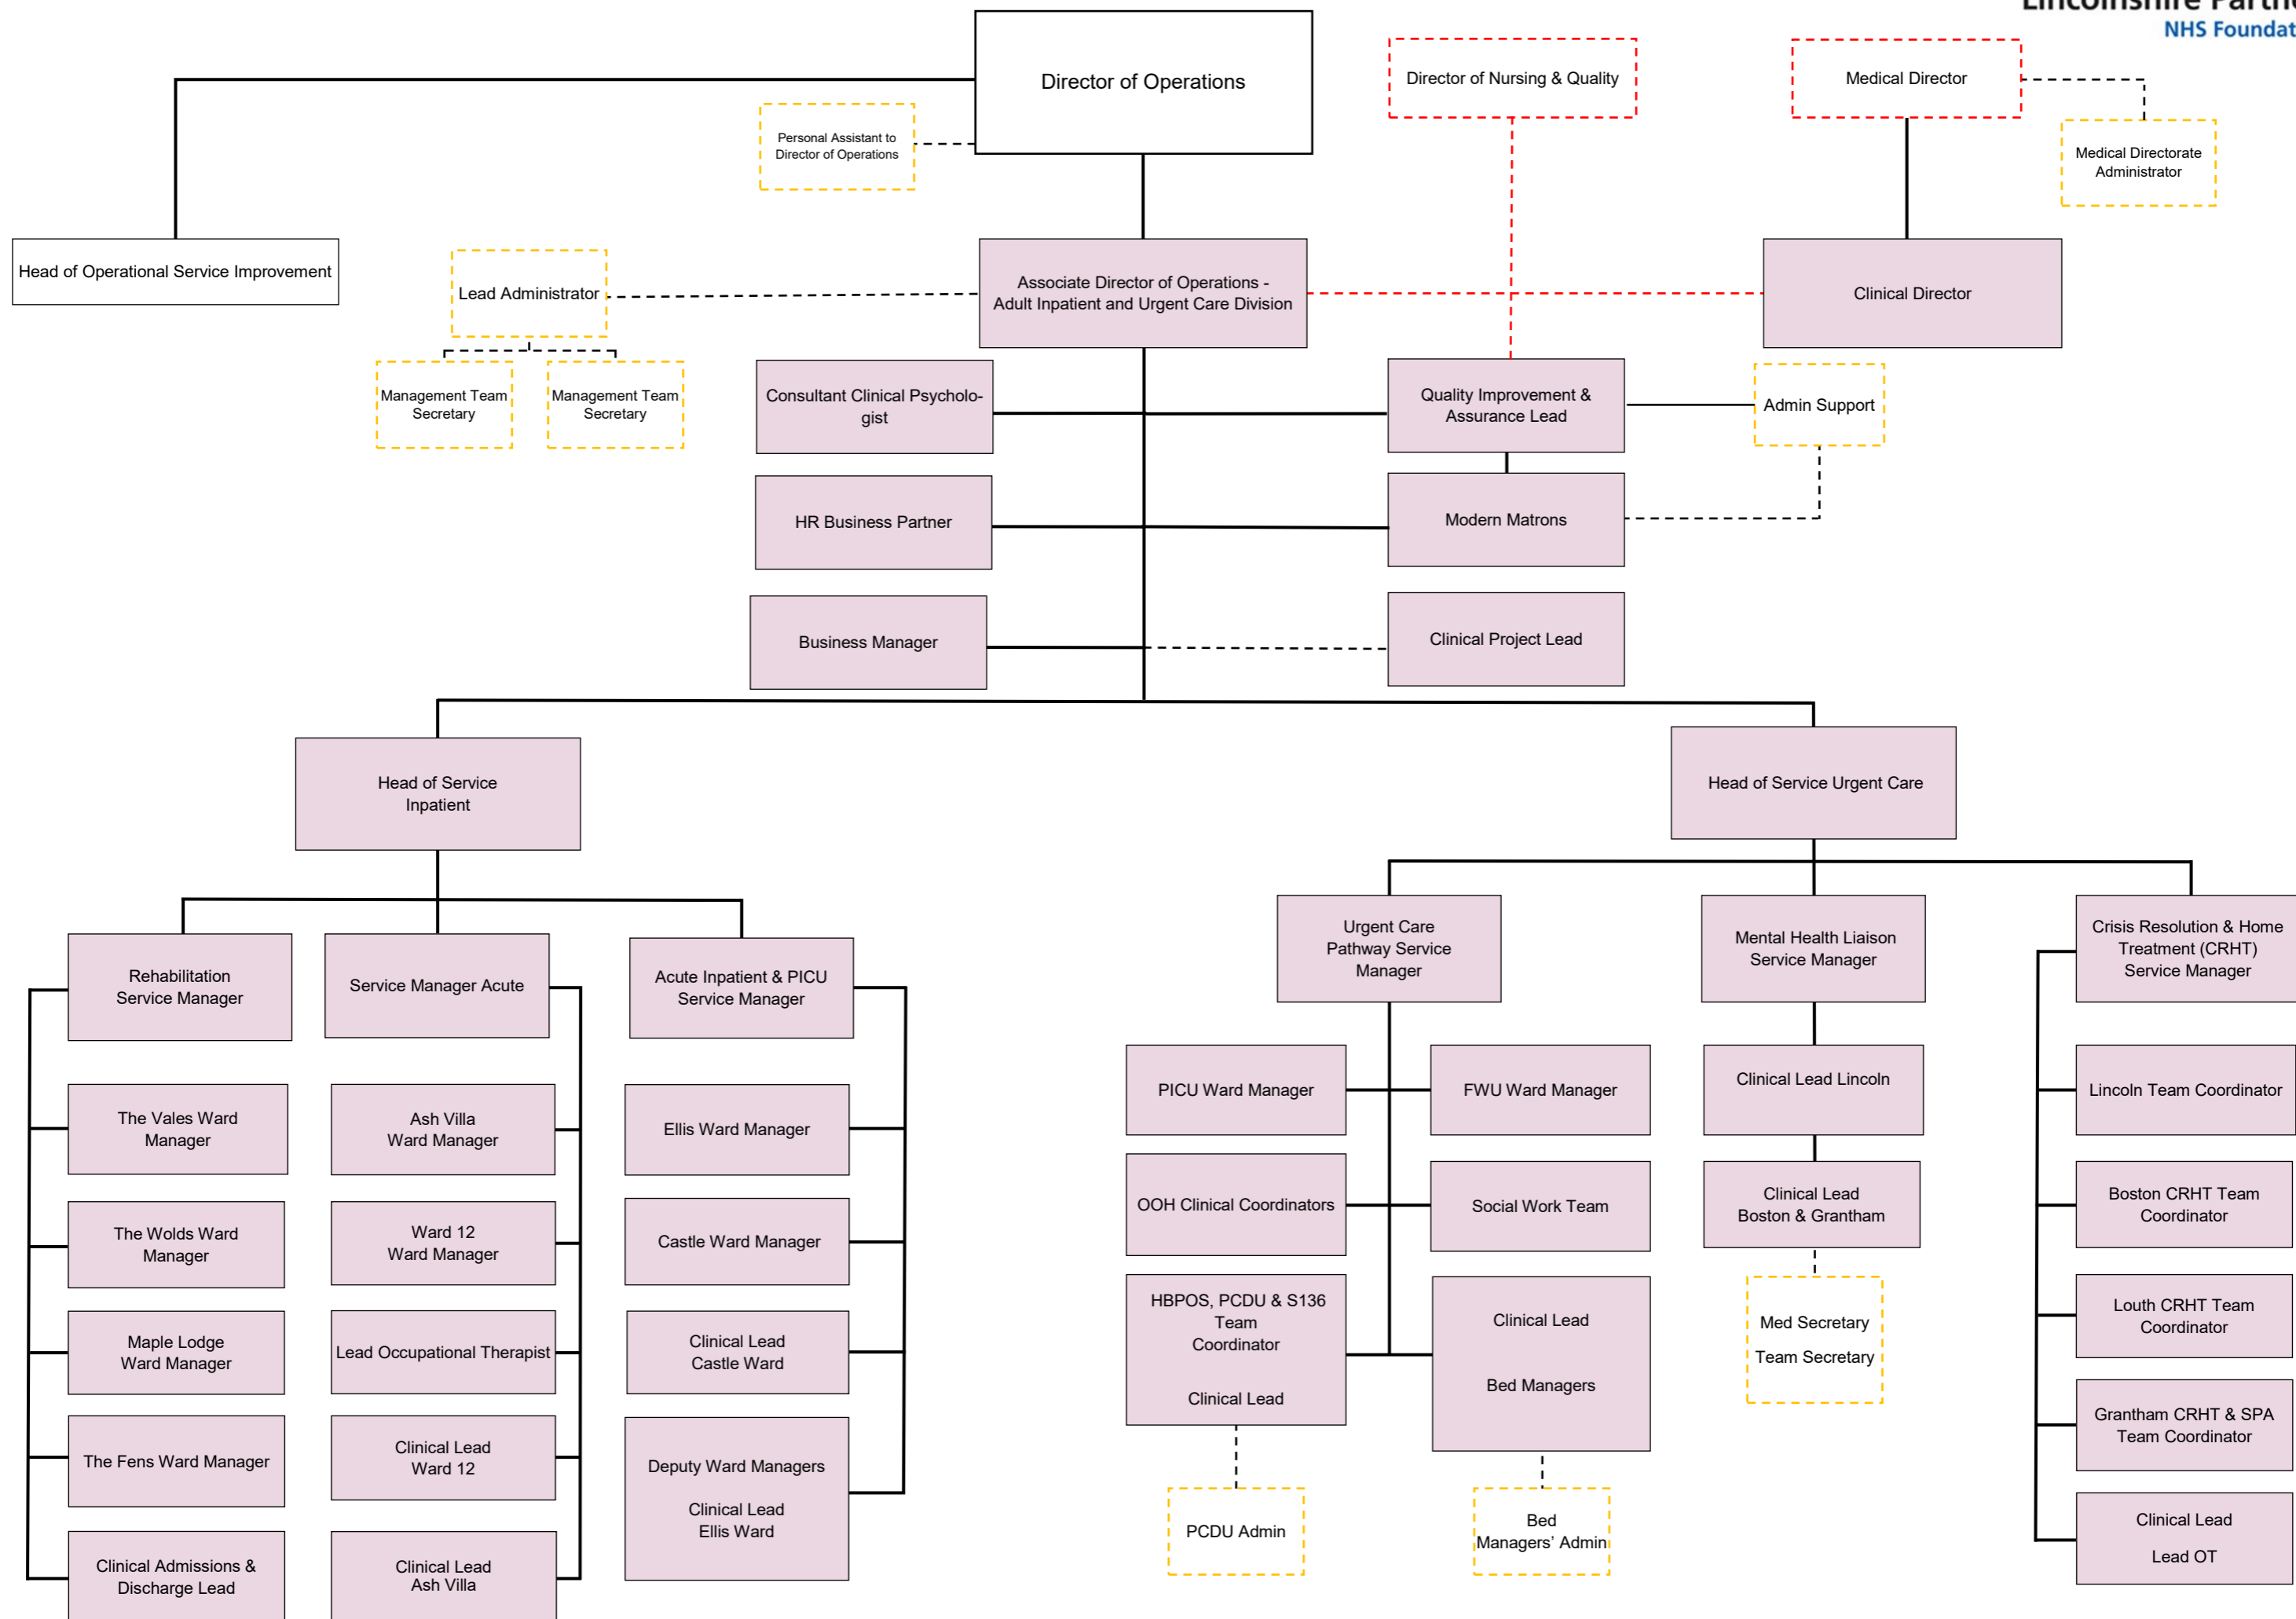 NHS Foundat
Director of Operations
Director of Nursing & Quality
Medical Director
Personal Assistant to
Director of Operations
Medical Directorate
Administrator
Head of Operational Service Improvement
Lead Administrator
Associate Director of Operations -
Adult Inpatient and Urgent Care Division
Clinical Director
Management Team
Secretary
Management Team
Secretary
Consultant Clinical Psycholo-
gist
Quality Improvement &
Assurance Lead
Admin Support
HR Business Partner
Modern Matrons
Business Manager
Clinical Project Lead
Head of Service
Inpatient
Head of Service Urgent Care
Rehabilitation
Service Manager
Service Manager Acute
Acute Inpatient & PICU
Service Manager
Urgent Care
Pathway Service
Manager
Mental Health Liaison
Service Manager
Crisis Resolution & Home
Treatment (CRHT)
Service Manager
The Vales Ward
Manager
Ash Villa
Ward Manager
Ellis Ward Manager
PICU Ward Manager
FWU Ward Manager
Clinical Lead Lincoln
Lincoln Team Coordinator
The Wolds Ward
Manager
Ward 12
Ward Manager
Castle Ward Manager
OOH Clinical Coordinators
Social Work Team
Clinical Lead
Boston & Grantham
Boston CRHT Team
Coordinator
Maple Lodge
Ward Manager
Lead Occupational Therapist
Clinical Lead
Castle Ward
HBPOS, PCDU & S136
Team
Coordinator
Clinical Lead
Clinical Lead
Bed Managers
Med Secretary
Team Secretary
Louth CRHT Team
Coordinator
The Fens Ward Manager
Clinical Lead
Ward 12
Deputy Ward Managers
Clinical Lead
Ellis Ward
Grantham CRHT & SPA
Team Coordinator
Clinical Admissions &
Discharge Lead
Clinical Lead
Ash Villa
PCDU Admin
Bed
Managers’ Admin
Clinical Lead
Lead OT